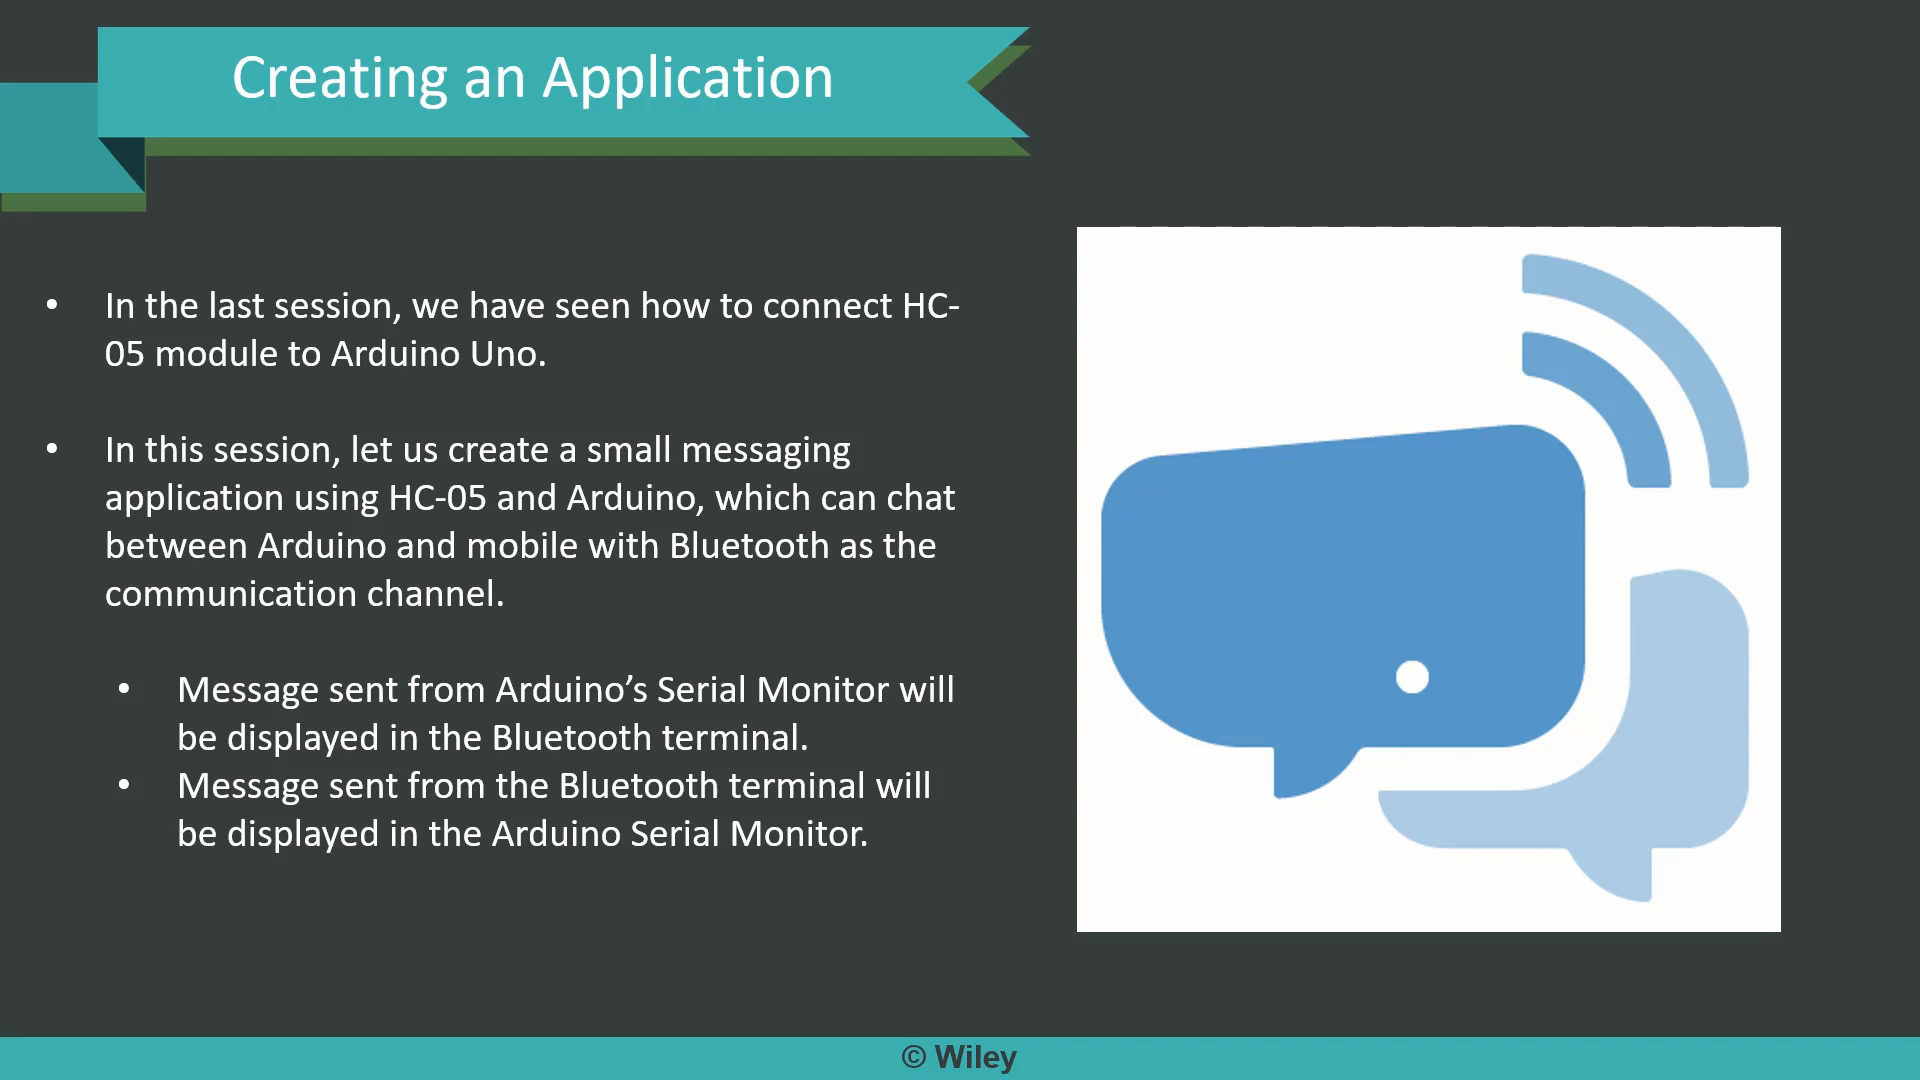 Creating an Application
• In the last session, we have seen how to connect HC-
05 module to Arduino Uno.
• In this session, let us create a small messaging
application using HC-05 and Arduino, which can chat
between Arduino and mobile with Bluetooth as the
communication channel.
• Message sent from Arduino’s Serial Monitor will
be displayed in the Bluetooth terminal.
• Message sent from the Bluetooth terminal will
be displayed in the Arduino Serial Monitor.
© Wiley